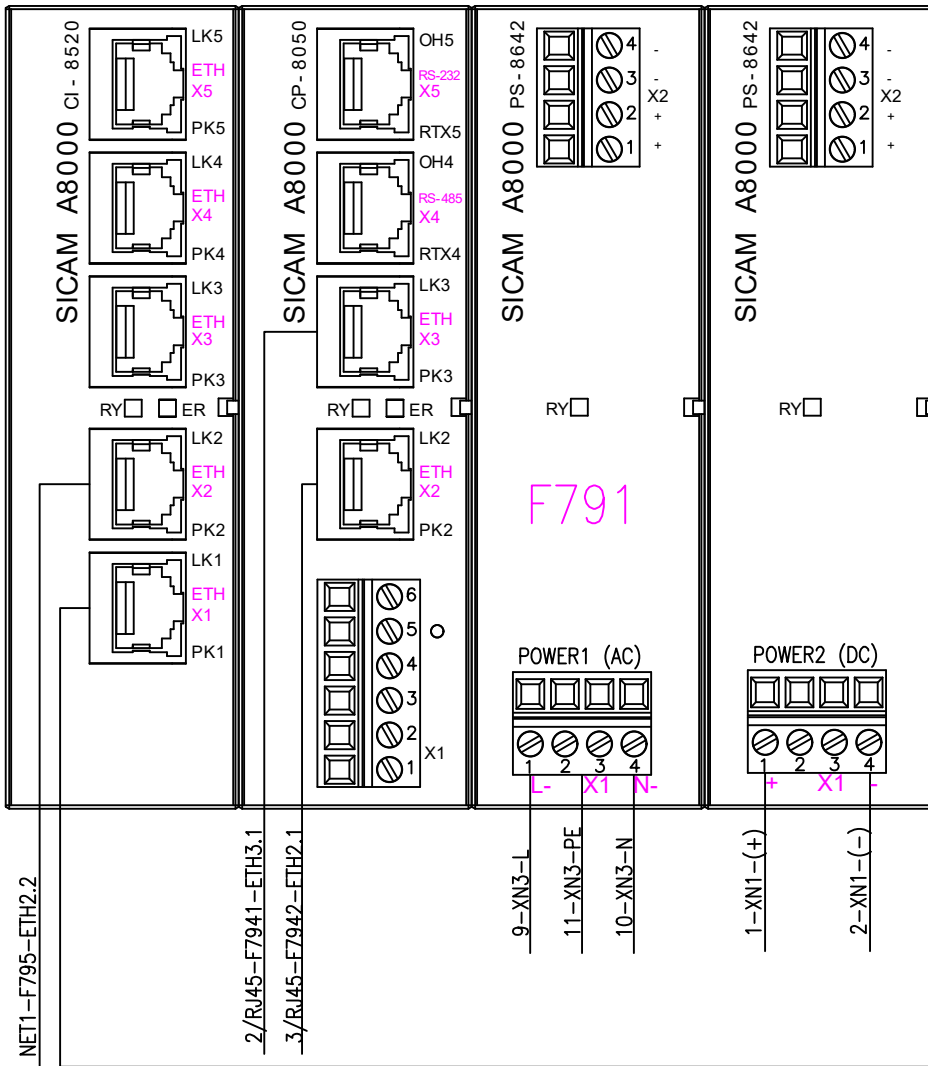 SICAM A8000 CI-8520
LK5
ETH
X5
PK5
LK4
ETH
X4
PK4
LK3
ETH
X3
PK3
RY
ER
LK2
ETH
X2
PK2
LK1
ETH
X1
PK1
SICAM A8000 CP-8050
OH5
RS-232
X5
RTX5
OH4
RS-485
X4
RTX4
LK3
ETH
X3
PK3
RY
ER
LK2
ETH
X2
PK2
6
5
4
3
2
1
X1
SICAM A8000 PS-8642
4 -
3 -
X2
2 +
1 +
RY
F791
POWER1 (AC)
1 2 3 4
L- X1 N-
SICAM A8000 PS-8642
4 -
3 -
X2
2 +
1 +
RY
POWER2 (DC)
1 2 3 4
+ X1 -
NET1-F795-ETH2.2
2/RJ45-F7941-ETH3.1
3/RJ45-F7942-ETH2.1
9-XN3-L
11-XN3-PE
10-XN3-N
1-XN1-(+)
2-XN1-(-)